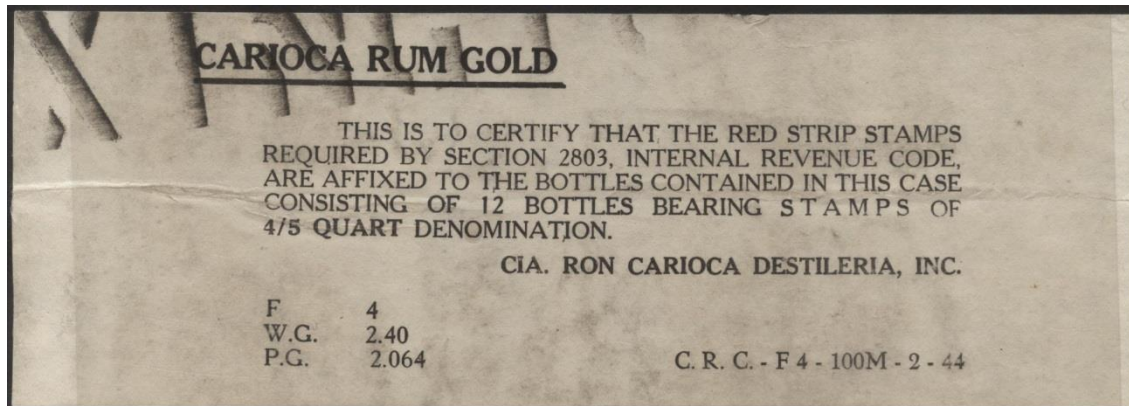 CARIOCA RUM GOLD
THIS IS TO CERTIFY THAT THE RED STRIP STAMPS
REQUIRED BY SECTION 2803, INTERNAL REVENUE CODE,
ARE AFFIXED TO THE BOTTLES CONTAINED IN THIS CASE
CONSISTING OF 12 BOTTLES BEARING STAMPS OF
4/5 QUART DENOMINATION.
CIA. RON CARIOCA DESTILERIA, INC.
F 4
W.G. 2.40
P.G. 2.064
C. R. C. - F 4 - 100M - 2 - 44